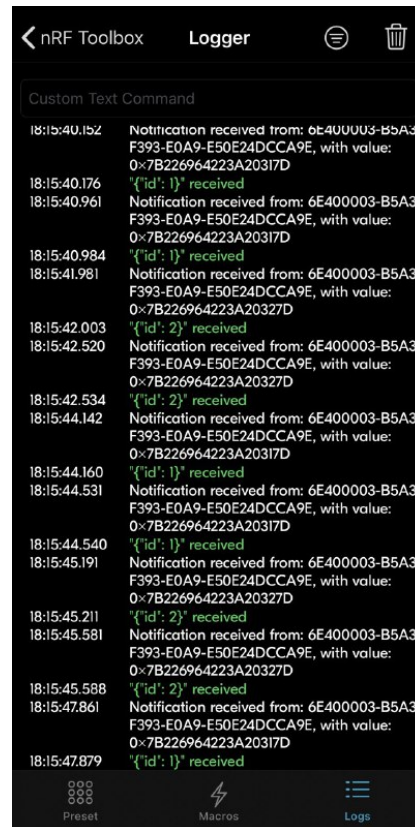 nRF Toolbox Logger
Custom Text Command
18:15:40.152 Notification received from: 6E400003-B5A3
F393-E0A9-E50E24DCCA9E, with value:
0×7B226964223A20317D
18:15:40.176 "{"id": 1}" received
18:15:40.961 Notification received from: 6E400003-B5A3
F393-E0A9-E50E24DCCA9E, with value:
0×7B226964223A20317D
18:15:40.984 "{"id": 1}" received
18:15:41.981 Notification received from: 6E400003-B5A3
F393-E0A9-E50E24DCCA9E, with value:
0×7B226964223A20327D
18:15:42.003 "{"id": 2}" received
18:15:42.520 Notification received from: 6E400003-B5A3
F393-E0A9-E50E24DCCA9E, with value:
0×7B226964223A20327D
18:15:42.534 "{"id": 2}" received
18:15:44.142 Notification received from: 6E400003-B5A3
F393-E0A9-E50E24DCCA9E, with value:
0×7B226964223A20317D
18:15:44.160 "{"id": 1}" received
18:15:44.531 Notification received from: 6E400003-B5A3
F393-E0A9-E50E24DCCA9E, with value:
0×7B226964223A20317D
18:15:44.540 "{"id": 1}" received
18:15:45.191 Notification received from: 6E400003-B5A3
F393-E0A9-E50E24DCCA9E, with value:
0×7B226964223A20327D
18:15:45.211 "{"id": 2}" received
18:15:45.581 Notification received from: 6E400003-B5A3
F393-E0A9-E50E24DCCA9E, with value:
0×7B226964223A20327D
18:15:45.588 "{"id": 2}" received
18:15:47.861 Notification received from: 6E400003-B5A3
F393-E0A9-E50E24DCCA9E, with value:
0×7B226964223A20317D
18:15:47.879 "{"id": 1}" received
Preset Macros Logs